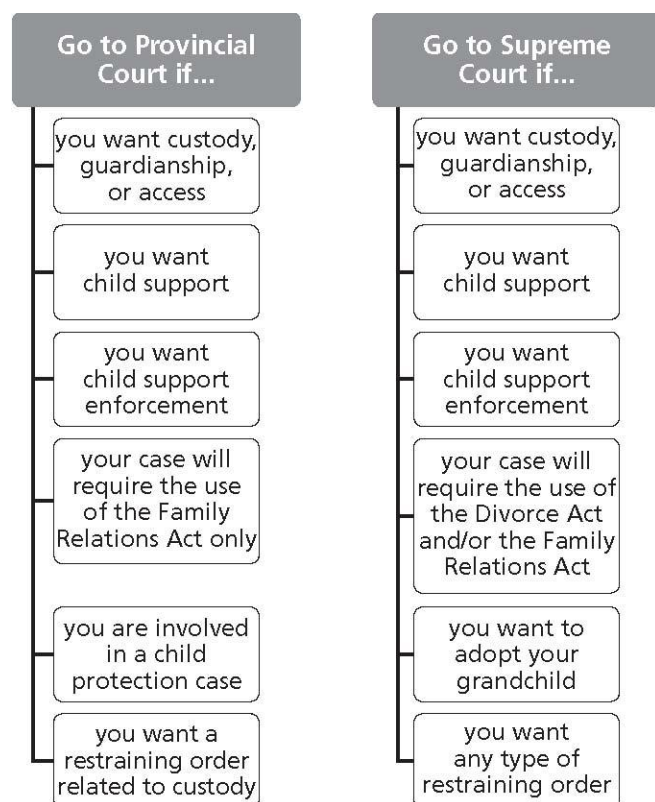 Go to Provincial
Court if...
you want custody,
guardianship,
or access
you want
child support
you want
child support
enforcement
your case will
require the use
of the Family
Relations Act only
you are involved
in a child
protection case
you want a
restraining order
related to custody
Go to Supreme
Court if...
you want custody,
guardianship,
or access
you want
child support
you want
child support
enforcement
your case will
require the use of
the Divorce Act
and/or the Family
Relations Act
you want to
adopt your
grandchild
you want
any type of
restraining order